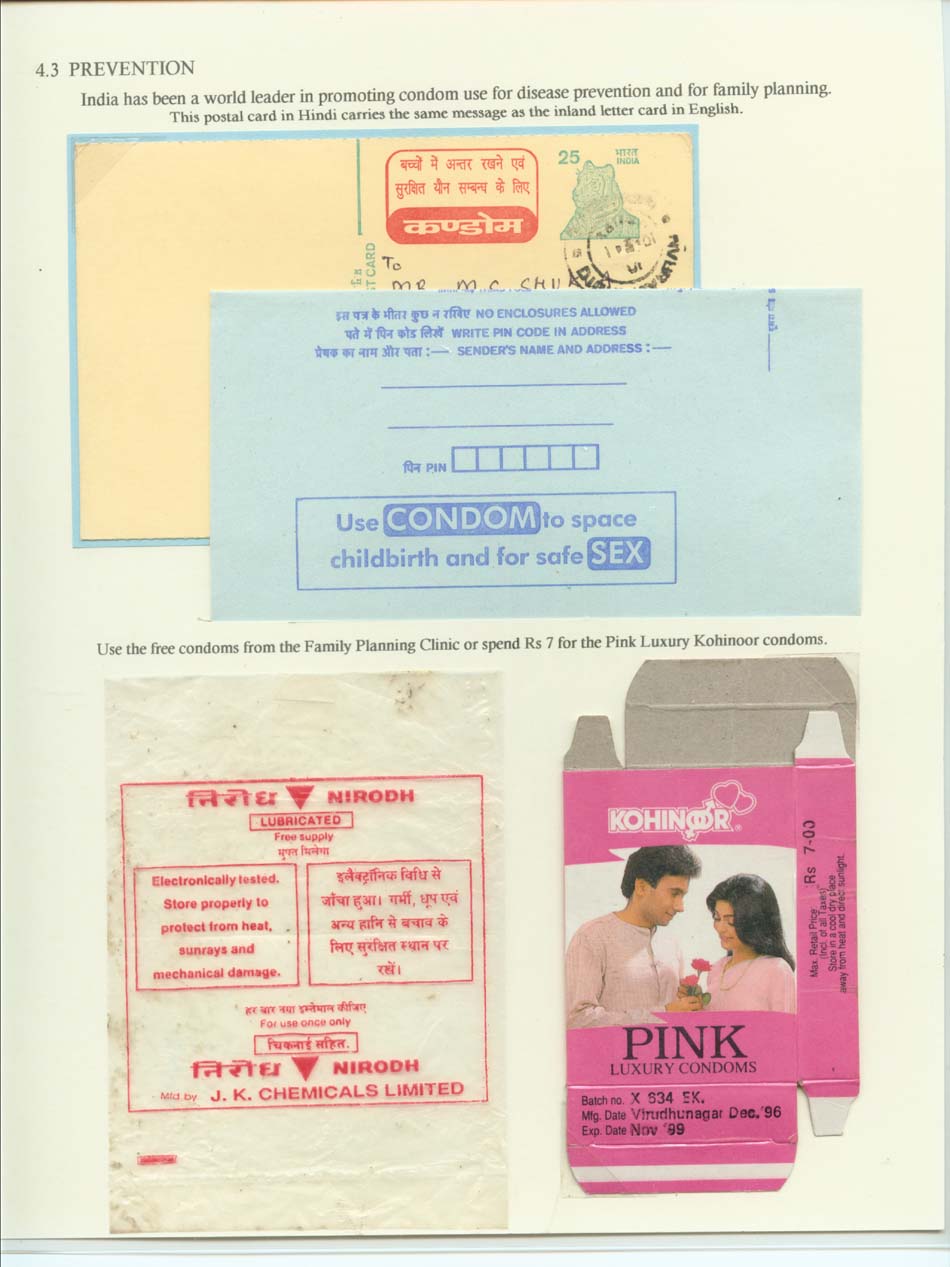 4.3 PREVENTION
India has been a world leader in promoting condom use for disease prevention and for family planning.
This postal card in Hindi carries the same message as the inland letter card in English.
बच्चों में अन्तर रखने एवं
सुरक्षित यौन सम्बन्ध के लिए
कण्डोम
25
भारत
INDIA
To
MR. M. C. SHUKLA
इस पत्र के भीतर कुछ न रखिए NO ENCLOSURES ALLOWED
पते में पिन कोड लिखें WRITE PIN CODE IN ADDRESS
प्रेषक का नाम और पता :— SENDER'S NAME AND ADDRESS :—
पिन PIN
Use CONDOM to space
childbirth and for safe SEX
Use the free condoms from the Family Planning Clinic or spend Rs 7 for the Pink Luxury Kohinoor condoms.
निरोध NIRODH
LUBRICATED
Free supply
मुफ्त मिलेगा
Electronically tested.
Store properly to
protect from heat,
sunrays and
mechanical damage.
इलैक्ट्रॉनिक विधि से
जाँचा हुआ। गर्मी, धूप एवं
अन्य हानि से बचाव के
लिए सुरक्षित स्थान पर
रखें।
हर बार नया इस्तेमाल कीजिए
For use once only
चिकनाई सहित.
निरोध NIRODH
Mfd by J. K. CHEMICALS LIMITED
KOHINOOR
PINK
LUXURY CONDOMS
Batch no. X 634 EK.
Mfg. Date Virudhunagar Dec.'96
Exp. Date Nov '99
Max. Retail Price Rs 7-00
(Incl. of all Taxes)
Store in a cool dry place
away from heat and direct sunlight.